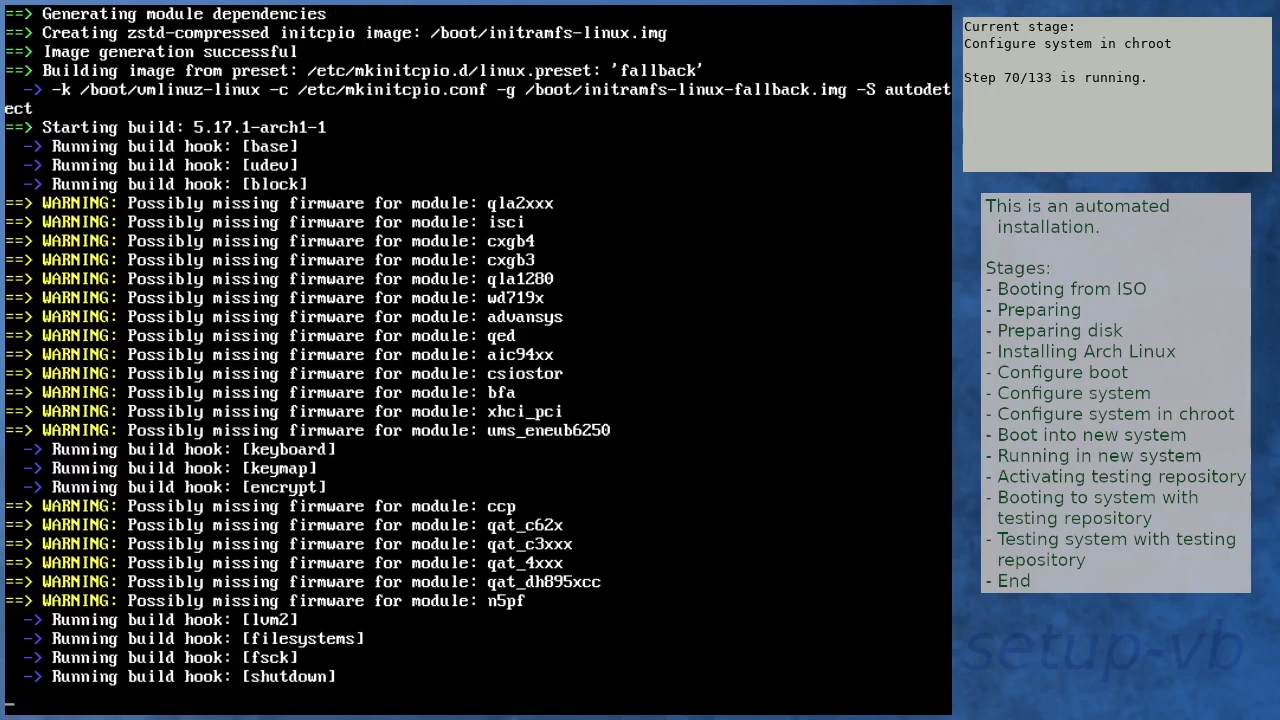 ==> Generating module dependencies
==> Creating zstd-compressed initcpio image: /boot/initramfs-linux.img
==> Image generation successful
==> Building image from preset: /etc/mkinitcpio.d/linux.preset: 'fallback'
  -> -k /boot/vmlinuz-linux -c /etc/mkinitcpio.conf -g /boot/initramfs-linux-fallback.img -S autodet
ect
==> Starting build: 5.17.1-arch1-1
  -> Running build hook: [base]
  -> Running build hook: [udev]
  -> Running build hook: [block]
==> WARNING: Possibly missing firmware for module: qla2xxx
==> WARNING: Possibly missing firmware for module: isci
==> WARNING: Possibly missing firmware for module: cxgb4
==> WARNING: Possibly missing firmware for module: cxgb3
==> WARNING: Possibly missing firmware for module: qla1280
==> WARNING: Possibly missing firmware for module: wd719x
==> WARNING: Possibly missing firmware for module: advansys
==> WARNING: Possibly missing firmware for module: qed
==> WARNING: Possibly missing firmware for module: aic94xx
==> WARNING: Possibly missing firmware for module: csiostor
==> WARNING: Possibly missing firmware for module: bfa
==> WARNING: Possibly missing firmware for module: xhci_pci
==> WARNING: Possibly missing firmware for module: ums_eneub6250
  -> Running build hook: [keyboard]
  -> Running build hook: [keymap]
  -> Running build hook: [encrypt]
==> WARNING: Possibly missing firmware for module: ccp
==> WARNING: Possibly missing firmware for module: qat_c62x
==> WARNING: Possibly missing firmware for module: qat_c3xxx
==> WARNING: Possibly missing firmware for module: qat_4xxx
==> WARNING: Possibly missing firmware for module: qat_dh895xcc
==> WARNING: Possibly missing firmware for module: n5pf
  -> Running build hook: [lvm2]
  -> Running build hook: [filesystems]
  -> Running build hook: [fsck]
  -> Running build hook: [shutdown]
Current stage:
Configure system in chroot
Step 70/133 is running.
This is an automated
installation.
Stages:
- Booting from ISO
- Preparing
- Preparing disk
- Installing Arch Linux
- Configure boot
- Configure system
- Configure system in chroot
- Boot into new system
- Running in new system
- Activating testing repository
- Booting to system with
testing repository
- Testing system with testing
repository
- End
setup-vb